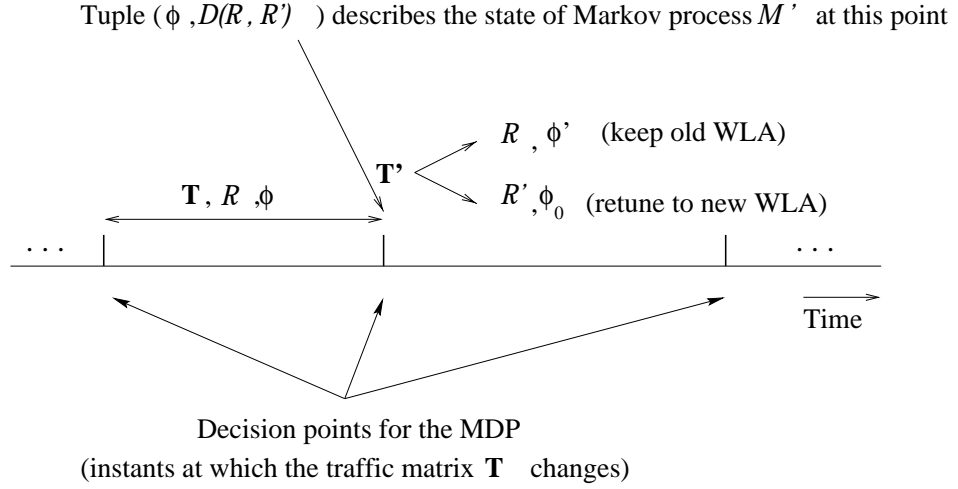 Tuple (ϕ ,D(R, R') ) describes the state of Markov process M' at this point
R , ϕ' (keep old WLA)
T'
R',ϕ0 (retune to new WLA)
T, R ,ϕ
. . .
. . .
Time
Decision points for the MDP
(instants at which the traffic matrix T changes)